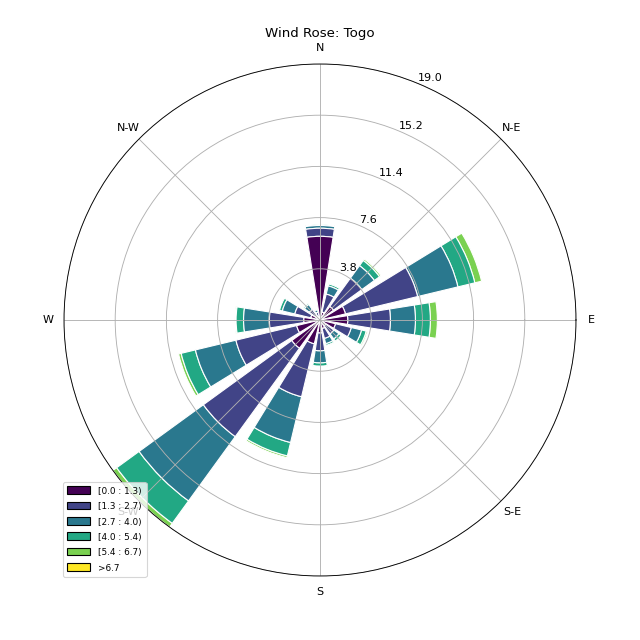 Wind Rose: Togo
N
19.0
N-W
N-E
15.2
11.4
7.6
3.8
W
E
[0.0 : 1.3)
[1.3 : 2.7)
S-W
[2.7 : 4.0)
[4.0 : 5.4)
[5.4 : 6.7)
>6.7
S-E
S